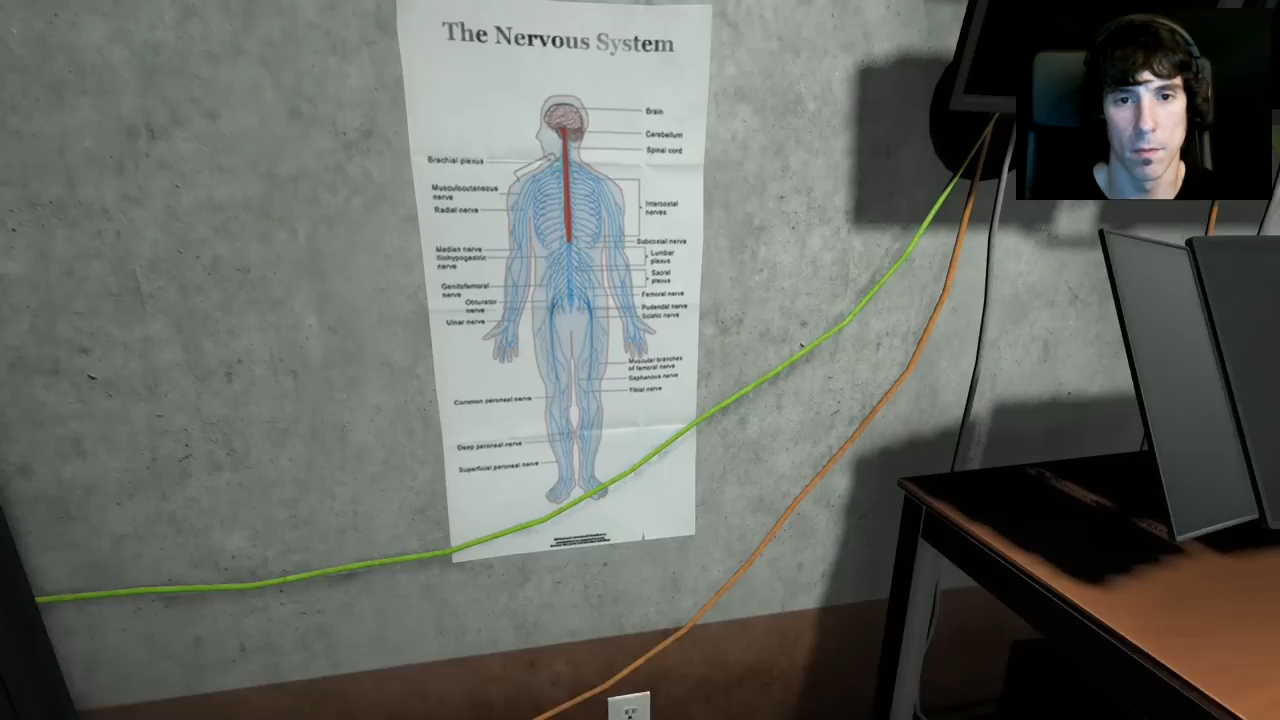 The Nervous System
Brain
Cerebellum
Spinal cord
Brachial plexus
Musculocutaneous
nerve
Radial nerve
Intercostal
nerves
Subcostal nerve
Median nerve
Iliohypogastric
nerve
Lumbar
plexus
Sacral
plexus
Genitofemoral
nerve
Femoral nerve
Obturator
nerve
Pudendal nerve
Sciatic nerve
Ulnar nerve
Muscular branches
of femoral nerve
Saphenous nerve
Tibial nerve
Common peroneal nerve
Deep peroneal nerve
Superficial peroneal nerve